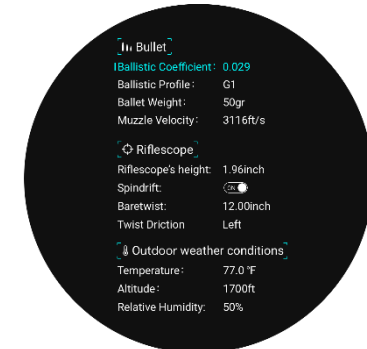 Bullet
Ballistic Coefficient: 0.029
Ballistic Profile: G1
Ballet Weight: 50gr
Muzzle Velocity: 3116ft/s
Riflescope
Riflescope's height: 1.96inch
Spindrift: ON
Baretwist: 12.00inch
Twist Driction Left
Outdoor weather conditions
Temperature: 77.0 °F
Altitude: 1700ft
Relative Humidity: 50%